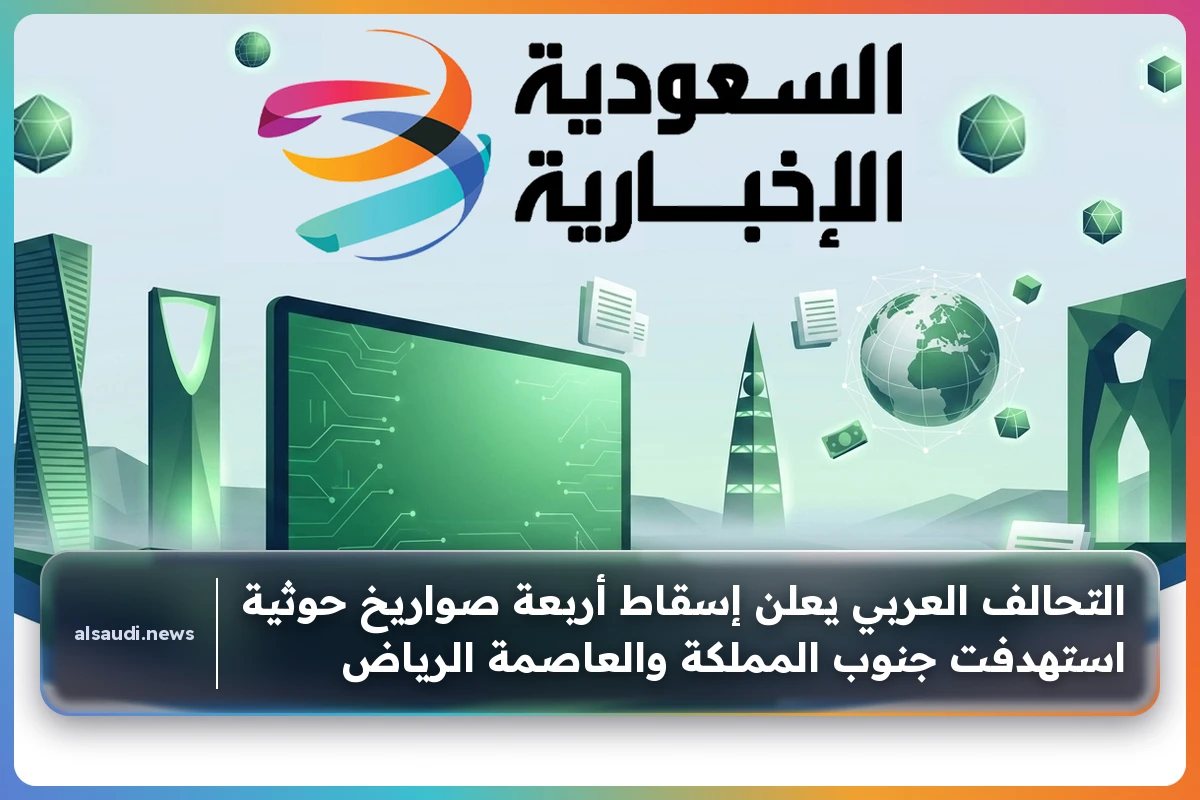 السعودية
الإخبارية
التحالف العربي يعلن إسقاط أربعة صواريخ حوثية
استهدفت جنوب المملكة والعاصمة الرياض
alsaudi.news